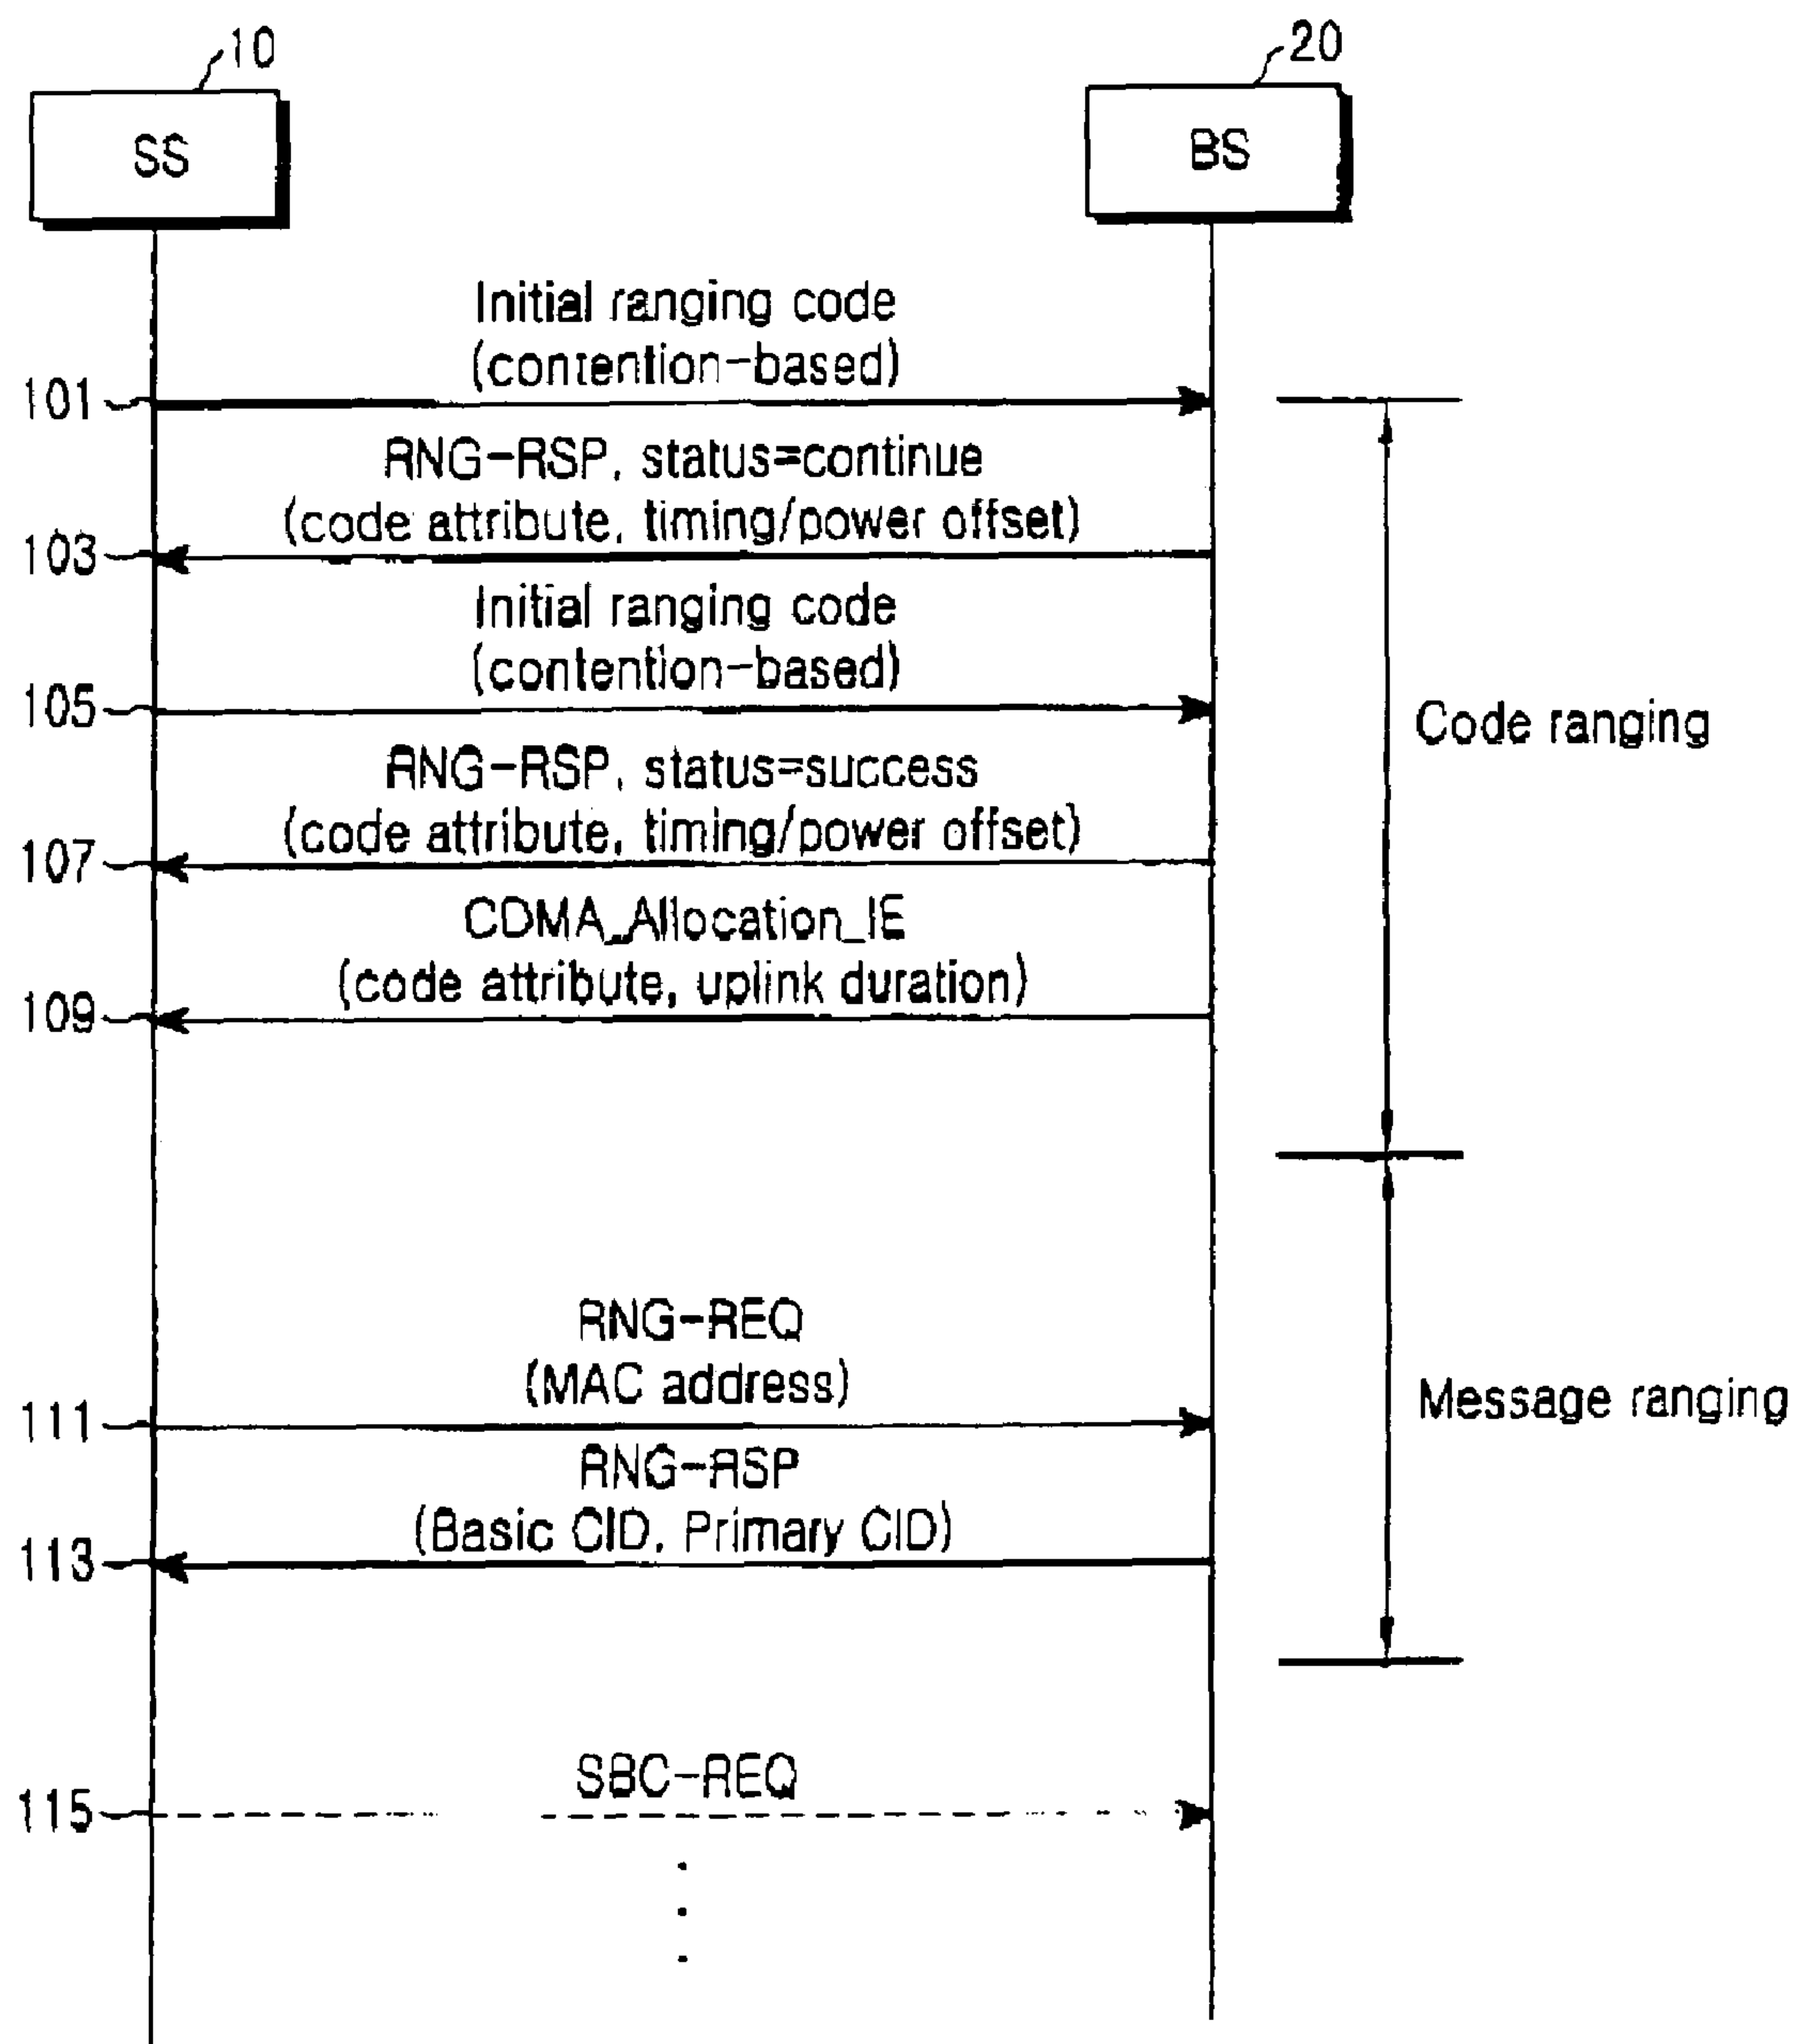 10
20
SS
BS
Initial ranging code
(contention-based)
101
RNG-RSP, status=continue
(code attribute, timing/power offset)
103
Initial ranging code
(contention-based)
105
Code ranging
RNG-RSP, status=success
(code attribute, timing/power offset)
107
CDMA_Allocation_IE
(code attribute, uplink duration)
109
RNG-REQ
(MAC address)
111
Message ranging
RNG-RSP
(Basic CID, Primary CID)
113
SBC-REQ
115